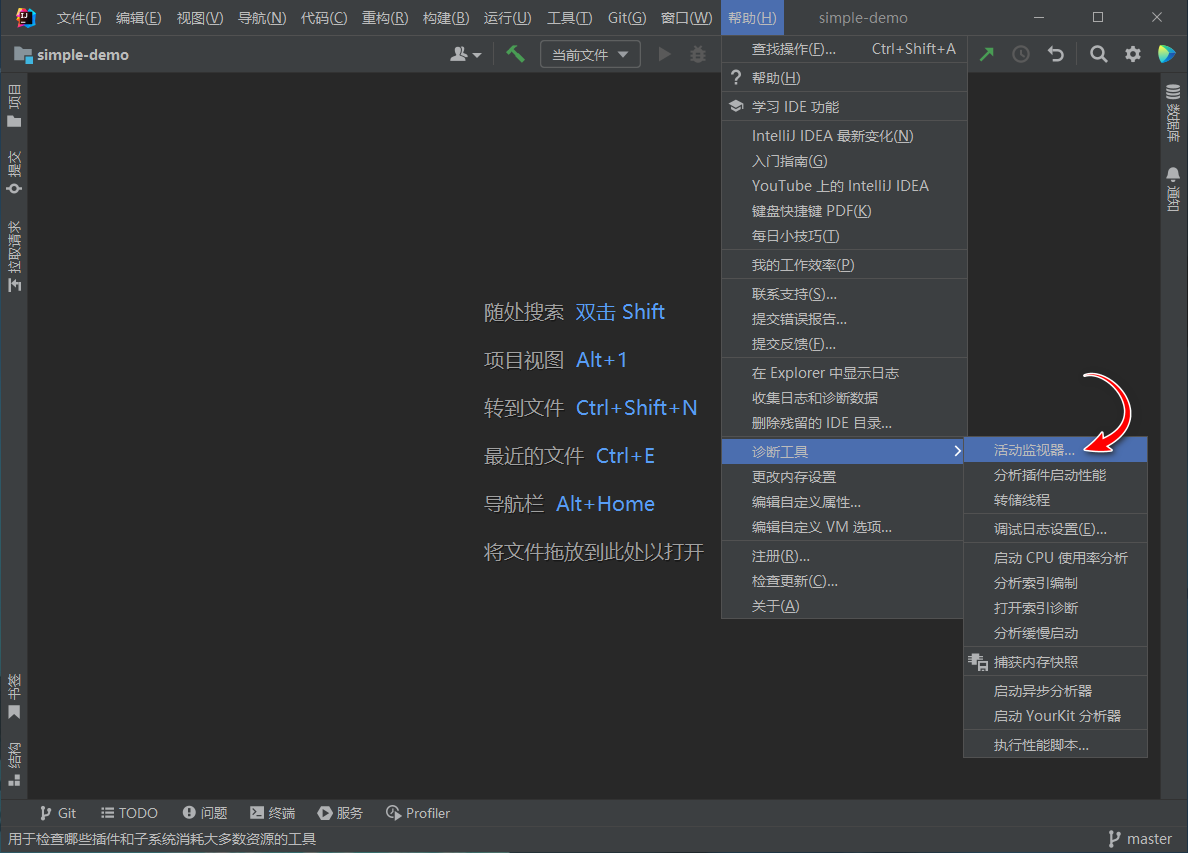 文件(F) 编辑(E) 视图(V) 导航(N) 代码(C) 重构(R) 构建(B) 运行(U) 工具(T) Git(G) 窗口(W) 帮助(H) simple-demo
simple-demo 当前文件
项目
提交
拉取请求
书签
结构
随处搜索 双击 Shift
项目视图 Alt+1
转到文件 Ctrl+Shift+N
最近的文件 Ctrl+E
导航栏 Alt+Home
将文件拖放到此处以打开
查找操作(F)... Ctrl+Shift+A
帮助(H)
学习 IDE 功能
IntelliJ IDEA 最新变化(N)
入门指南(G)
YouTube 上的 IntelliJ IDEA
键盘快捷键 PDF(K)
每日小技巧(T)
我的工作效率(P)
联系支持(S)...
提交错误报告...
提交反馈(F)...
在 Explorer 中显示日志
收集日志和诊断数据
删除残留的 IDE 目录...
诊断工具
更改内存设置
编辑自定义属性...
编辑自定义 VM 选项...
注册(R)...
检查更新(C)...
关于(A)
活动监视器...
分析插件启动性能
转储线程
调试日志设置(E)...
启动 CPU 使用率分析
分析索引编制
打开索引诊断
分析缓慢启动
捕获内存快照
启动异步分析器
启动 YourKit 分析器
执行性能脚本...
数据库
通知
Git TODO 问题 终端 服务 Profiler
用于检查哪些插件和子系统消耗大多数资源的工具 master